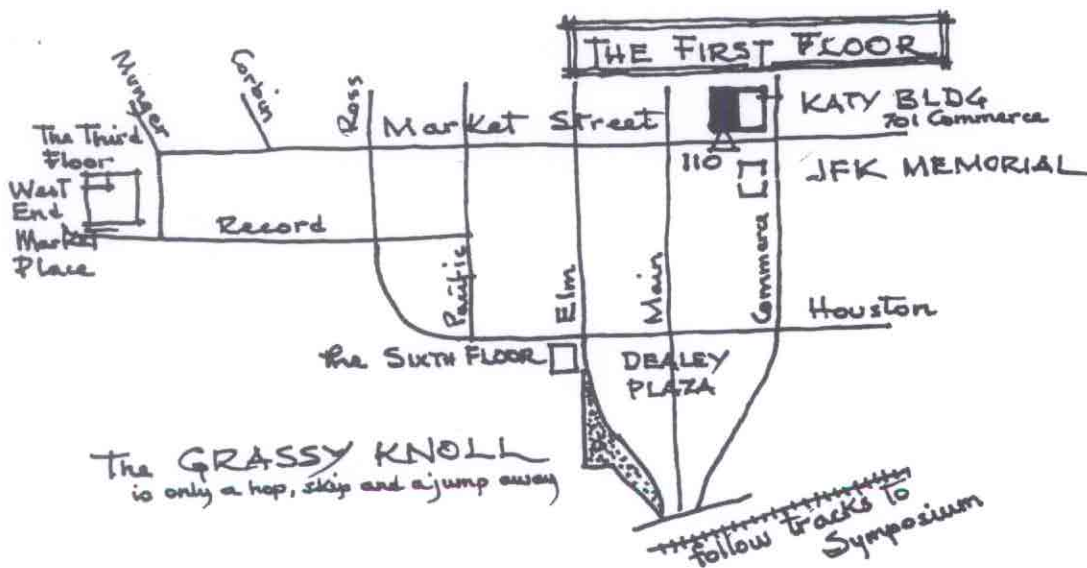 THE FIRST FLOOR
Munger
Corbin
Ross
Market Street
KATY BLDG
701 Commerce
110
JFK MEMORIAL
The Third
Floor
West
End
Market
Place
Record
Pacific
Elm
Main
Commerce
Houston
The SIXTH FLOOR
DEALEY
PLAZA
The GRASSY KNOLL
is only a hop, skip and a jump away
follow tracks to
Symposium